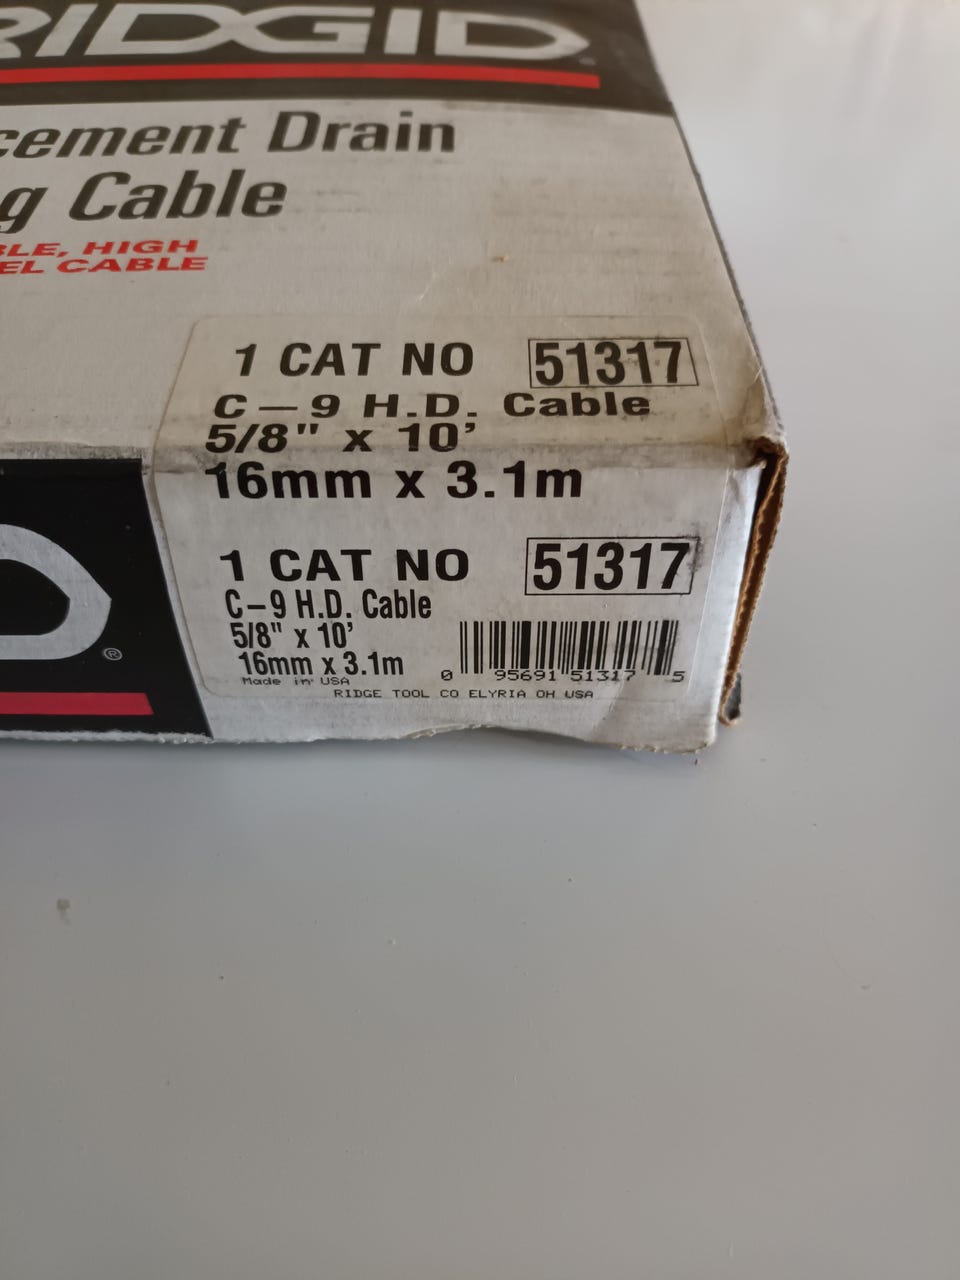 RIDGID
cement Drain
g Cable
BLE, HIGH
EL CABLE
1 CAT NO 51317
C-9 H.D. Cable
5/8" x 10'
16mm x 3.1m
1 CAT NO 51317
C-9 H.D. Cable
5/8" x 10'
16mm x 3.1m
Made in USA
0 95691 51317 5
RIDGE TOOL CO ELYRIA OH USA
D®